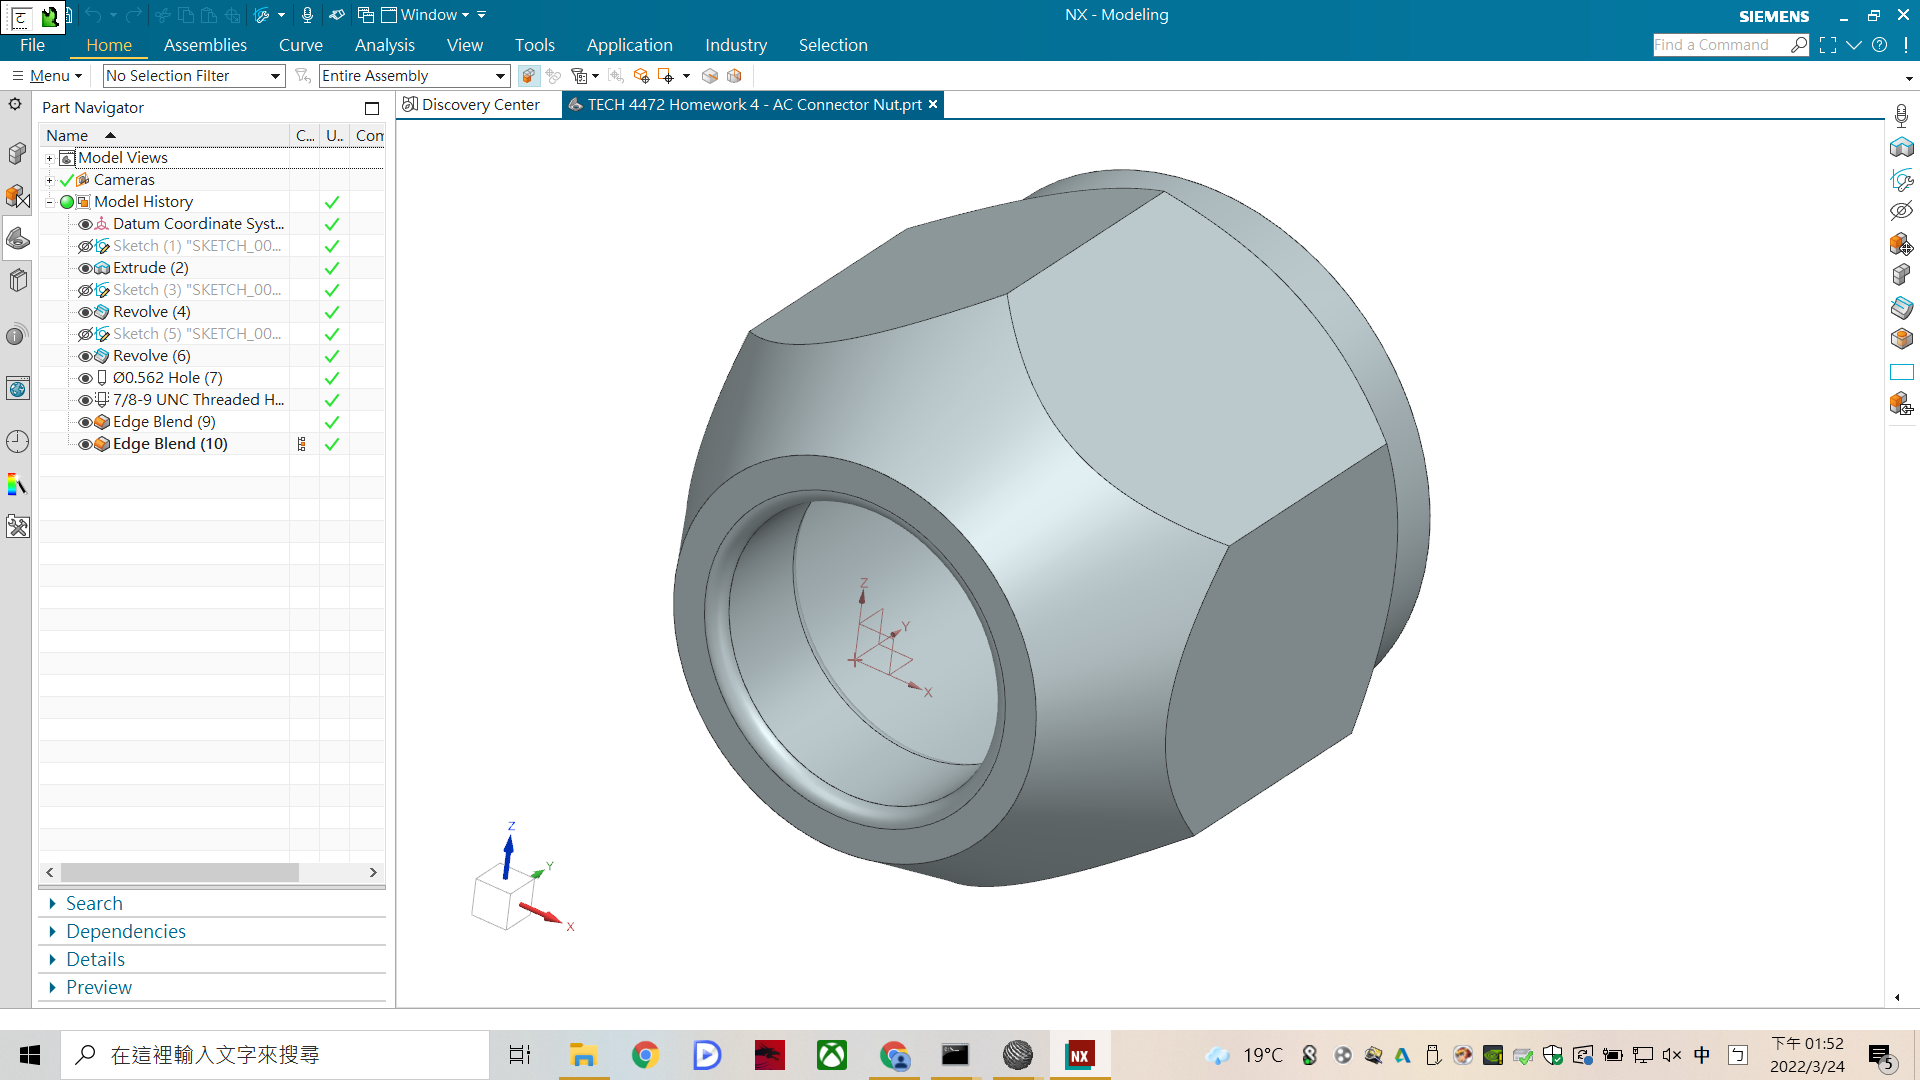 Window
NX - Modeling
SIEMENS
File Home Assemblies Curve Analysis View Tools Application Industry Selection
Find a Command
Menu No Selection Filter Entire Assembly
Part Navigator
Discovery Center TECH 4472 Homework 4 - AC Connector Nut.prt
Name C... U.. Com
Model Views
Cameras
Model History
Datum Coordinate Syst...
Sketch (1) "SKETCH_00...
Extrude (2)
Sketch (3) "SKETCH_00...
Revolve (4)
Sketch (5) "SKETCH_00...
Revolve (6)
Ø0.562 Hole (7)
7/8-9 UNC Threaded H...
Edge Blend (9)
Edge Blend (10)
Z
Y
X
Z
Y
X
Search
Dependencies
Details
Preview
在這裡輸入文字來搜尋
NX
19°C
中
下午 01:52
2022/3/24
5